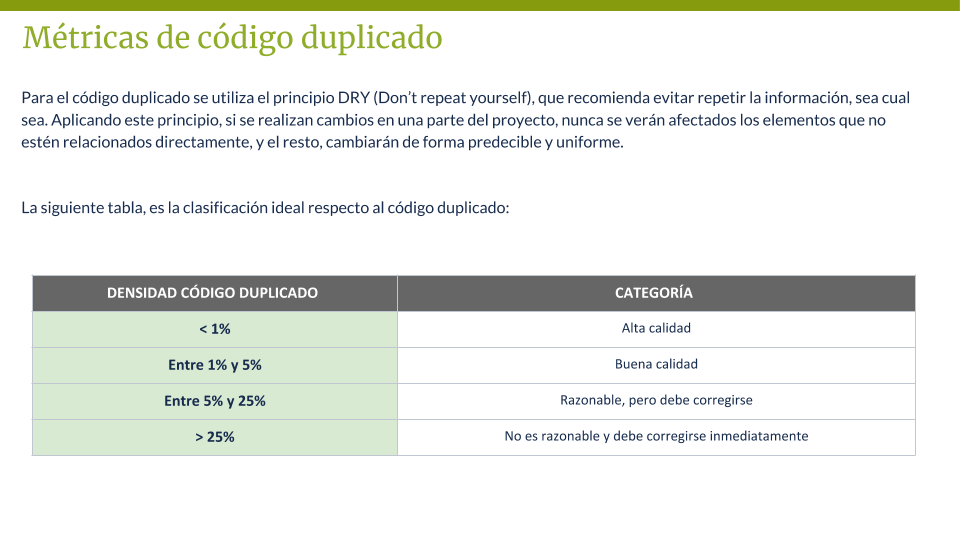 Métricas de código duplicado
Para el código duplicado se utiliza el principio DRY (Don’t repeat yourself), que recomienda evitar repetir la información, sea cual
sea. Aplicando este principio, si se realizan cambios en una parte del proyecto, nunca se verán afectados los elementos que no
estén relacionados directamente, y el resto, cambiarán de forma predecible y uniforme.
La siguiente tabla, es la clasificación ideal respecto al código duplicado:
DENSIDAD CÓDIGO DUPLICADO CATEGORÍA
< 1% Alta calidad
Entre 1% y 5% Buena calidad
Entre 5% y 25% Razonable, pero debe corregirse
> 25% No es razonable y debe corregirse inmediatamente